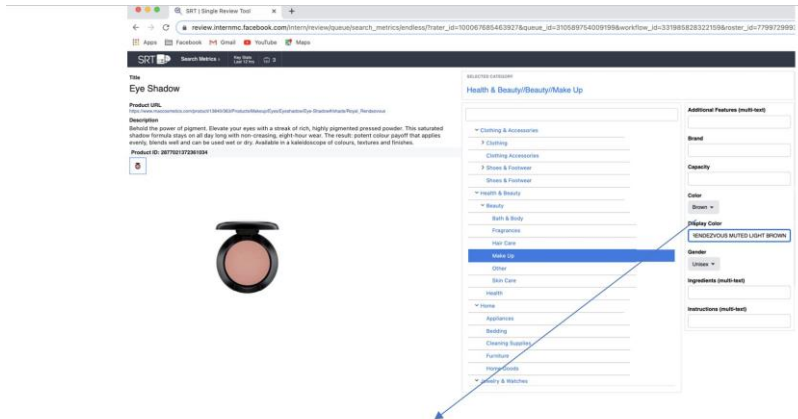 SRT | Single Review Tool
review.internmc.facebook.com/intern/review/queue/search_metrics/endless/?rater_id=100067685463927&queue_id=310589754009199&workflow_id=331985828322159&roster_id=77987299
Apps Facebook Gmail YouTube Maps
SRT Search Metrics Key Stats Last 12 hrs 3
Title
Eye Shadow
Product URL
Description
Behold the power of pigment. Elevate your eyes with a streak of rich, highly pigmented pressed powder. This saturated
shadow formula stays on all day long with non-creasing, eight-hour wear. The result: potent colour payoff that applies
evenly, blends well and can be used wet or dry. Available in a kaleidoscope of colours, textures and finishes.
Product ID: 2877021372361034
SELECTED CATEGORY
Health & Beauty//Beauty//Make Up
Clothing & Accessories
Clothing
Clothing Accessories
Shoes & Footwear
Shoes & Footwear
Health & Beauty
Beauty
Bath & Body
Fragrances
Hair Care
Make Up
Other
Skin Care
Health
Home
Appliances
Bedding
Cleaning Supplies
Furniture
Home Goods
Jewelry & Watches
Additional Features (multi-text)
Brand
Capacity
Color
Brown
Display Color
RENDEZVOUS MUTED LIGHT BROWN
Gender
Unisex
Ingredients (multi-text)
Instructions (multi-text)